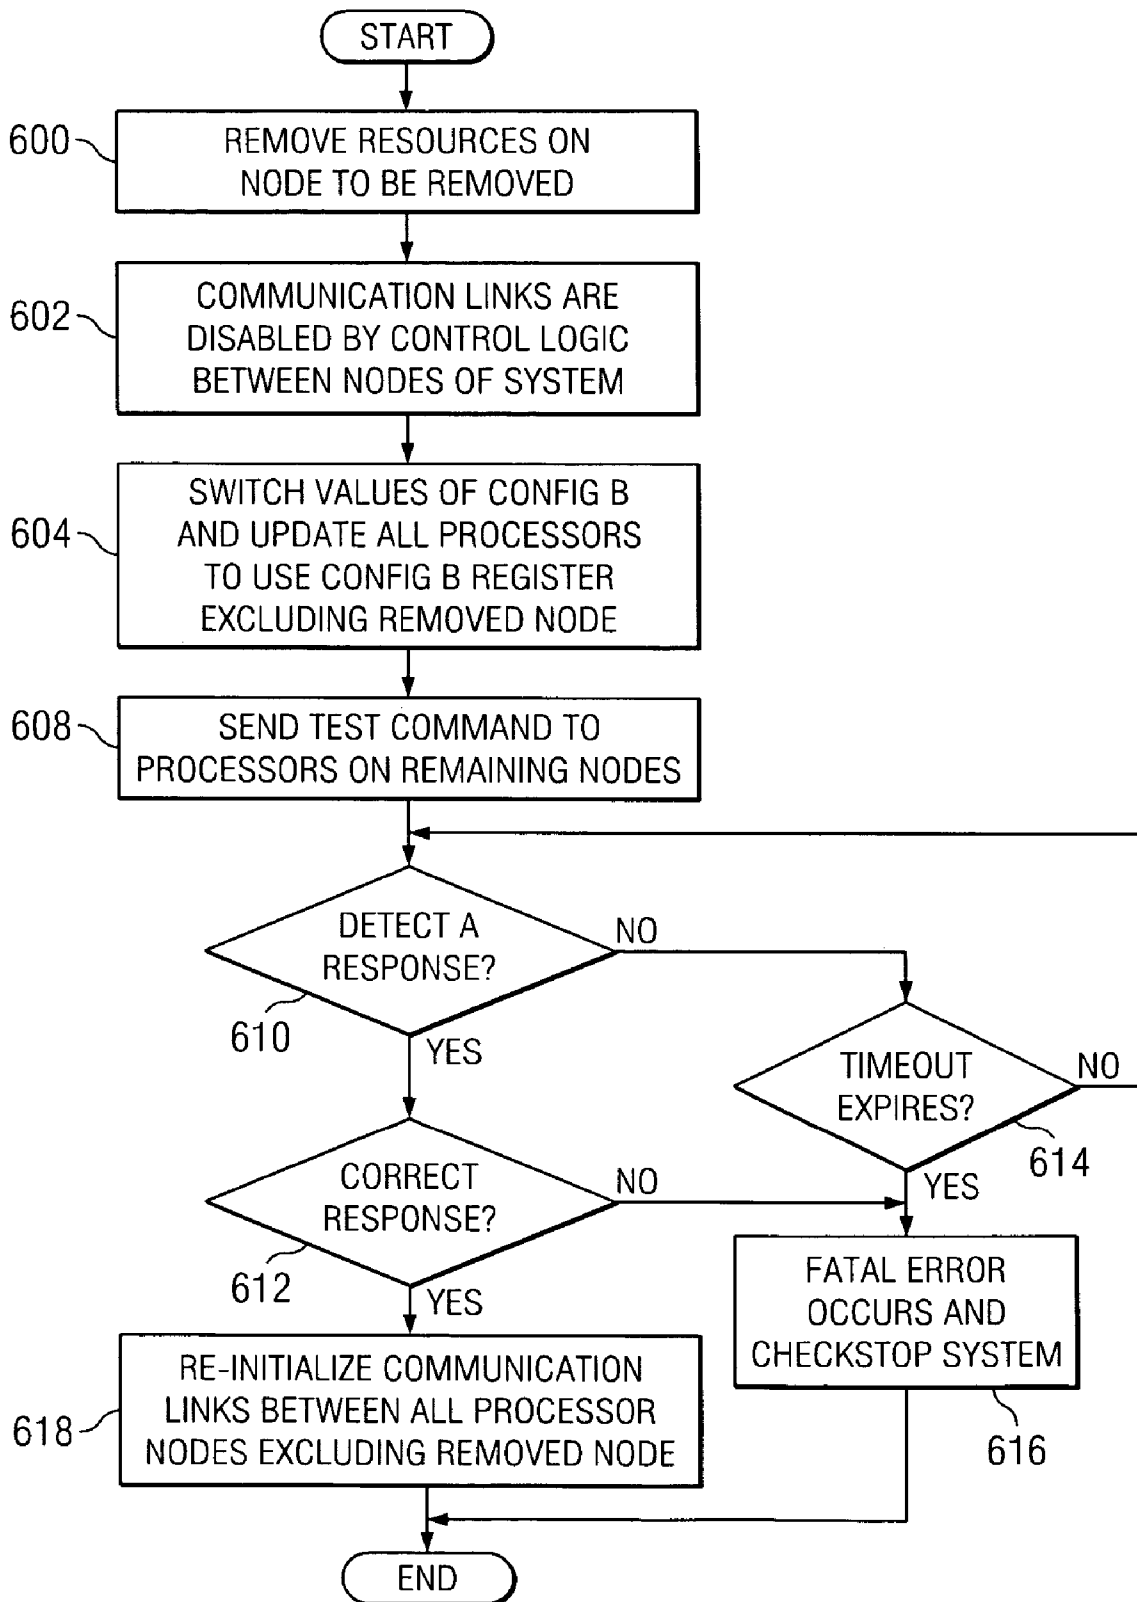 START
600
REMOVE RESOURCES ON
NODE TO BE REMOVED
602
COMMUNICATION LINKS ARE
DISABLED BY CONTROL LOGIC
BETWEEN NODES OF SYSTEM
604
SWITCH VALUES OF CONFIG B
AND UPDATE ALL PROCESSORS
TO USE CONFIG B REGISTER
EXCLUDING REMOVED NODE
608
SEND TEST COMMAND TO
PROCESSORS ON REMAINING NODES
DETECT A
RESPONSE?
NO
610
YES
TIMEOUT
EXPIRES?
NO
614
YES
CORRECT
RESPONSE?
NO
612
YES
FATAL ERROR
OCCURS AND
CHECKSTOP SYSTEM
616
618
RE-INITIALIZE COMMUNICATION
LINKS BETWEEN ALL PROCESSOR
NODES EXCLUDING REMOVED NODE
END